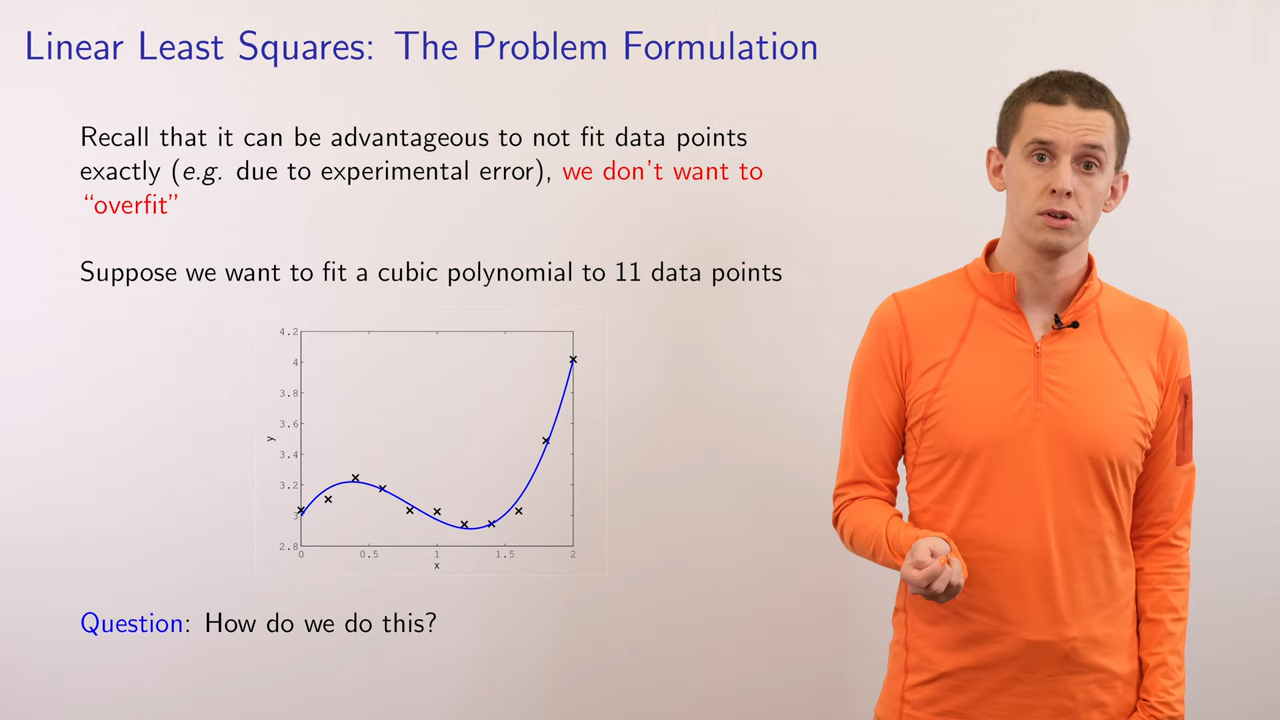 Linear Least Squares: The Problem Formulation
Recall that it can be advantageous to not fit data points
exactly (e.g. due to experimental error), we don't want to
“overfit”
Suppose we want to fit a cubic polynomial to 11 data points
4.2
4
3.8
3.6
3.4
3.2
3
2.8
y
0 0.5 1 1.5 2
x
Question: How do we do this?